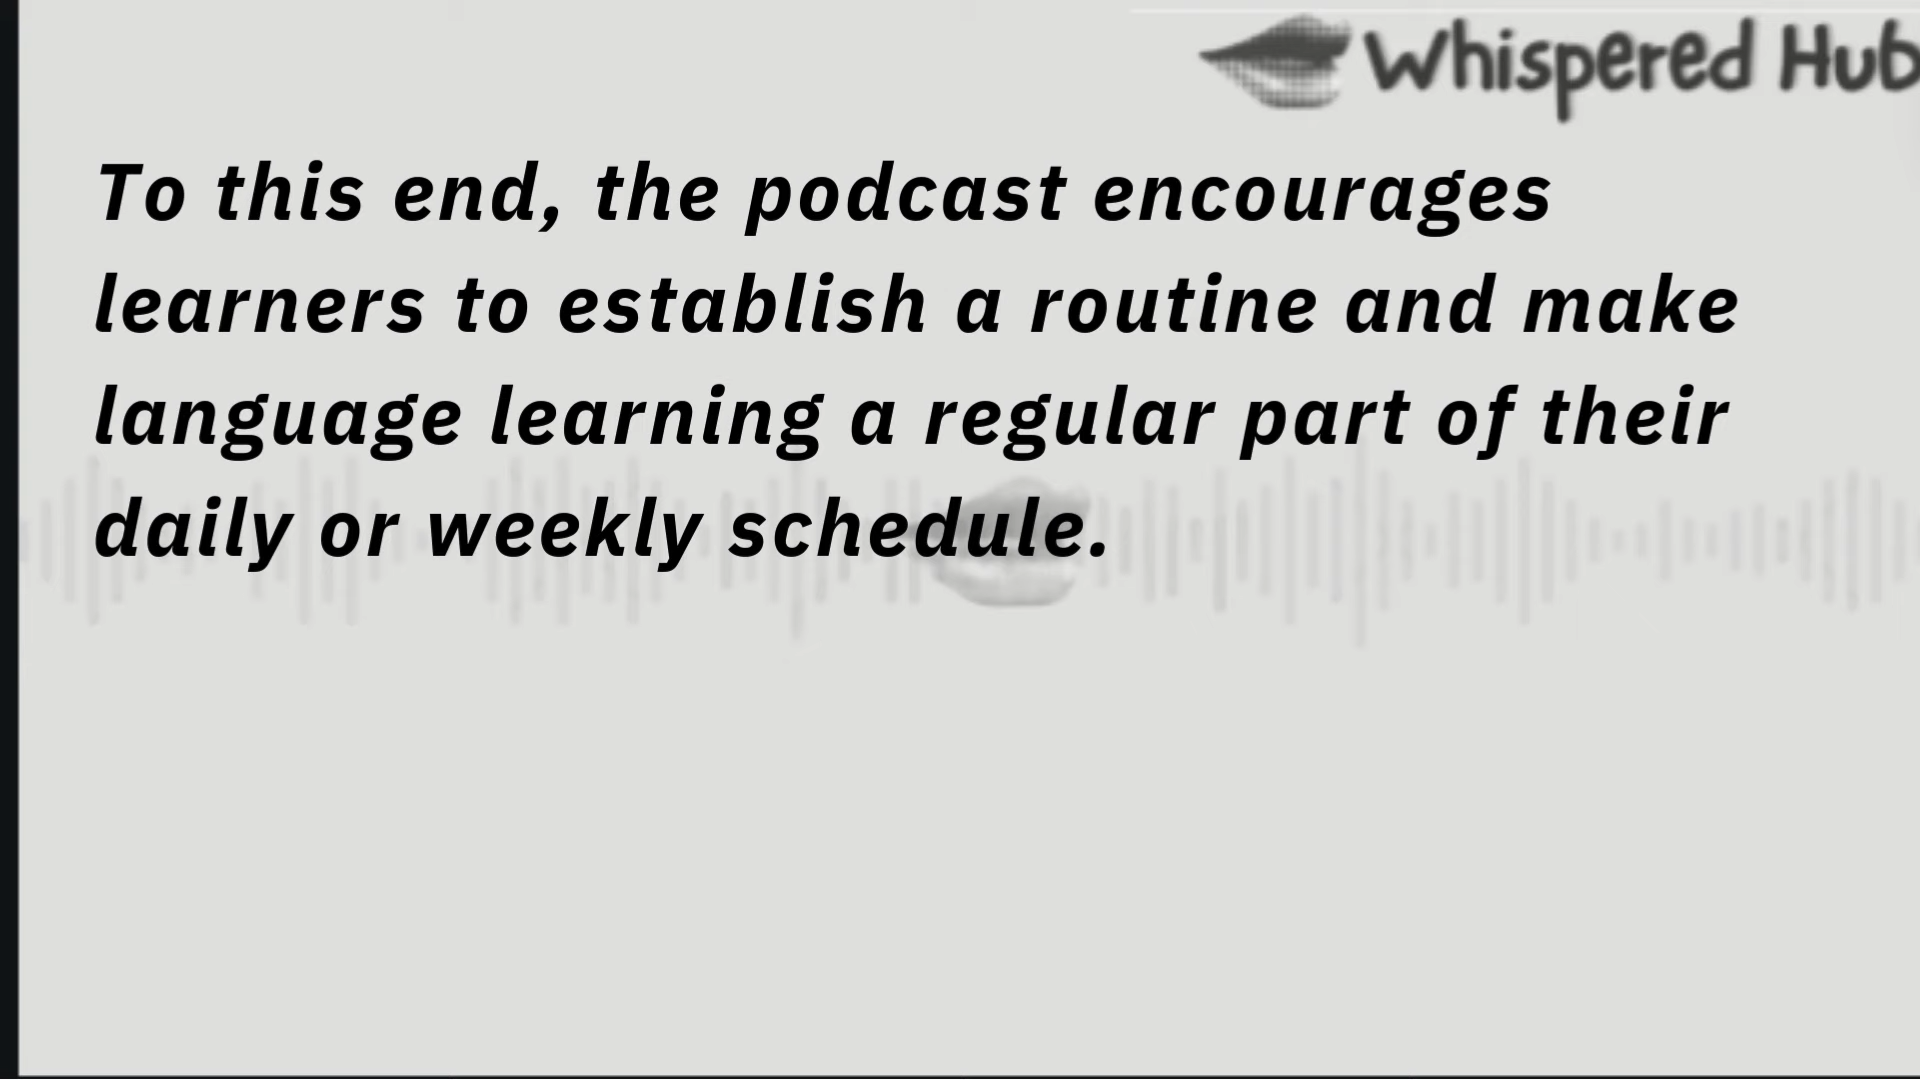 Whispered Hub
To this end, the podcast encourages
learners to establish a routine and make
language learning a regular part of their
daily or weekly schedule.